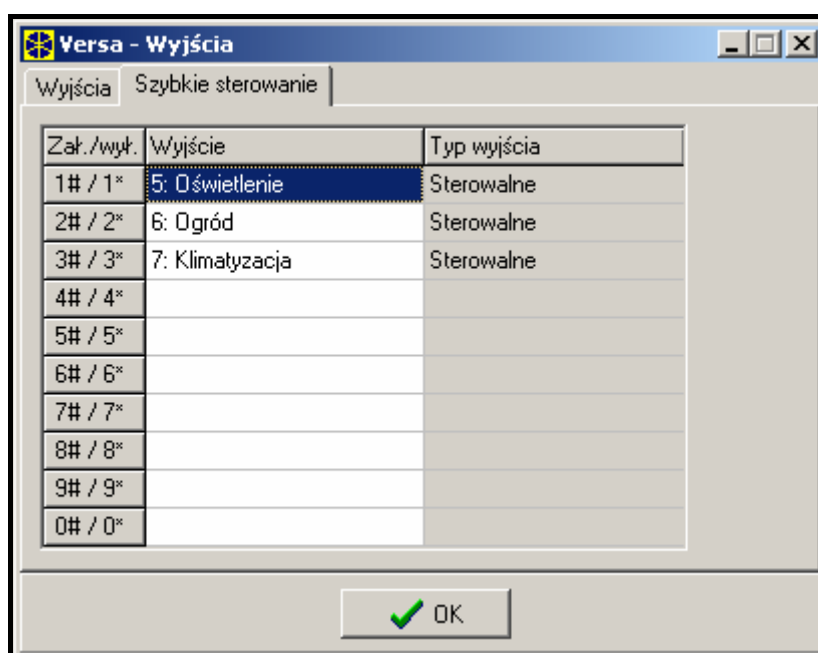 Versa - Wyjścia
Wyjścia Szybkie sterowanie
Zał./wył. Wyjście Typ wyjścia
1# / 1* 5: Oświetlenie Sterowalne
2# / 2* 6: Ogród Sterowalne
3# / 3* 7: Klimatyzacja Sterowalne
4# / 4*
5# / 5*
6# / 6*
7# / 7*
8# / 8*
9# / 9*
0# / 0*
OK